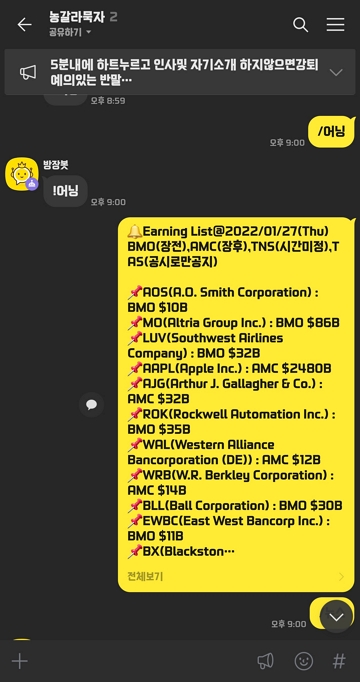 농갈라묵자 2
공유하기
5분내에 하트누르고 인사및 자기소개 하지않으면강퇴
예의있는 반말…
오후 8:59
/어닝
오후 9:00
방장봇
!어닝
오후 9:00
🔔Earning List@2022/01/27(Thu)
BMO(장전),AMC(장후),TNS(시간미정),T
AS(공시로만공지)
📌AOS(A.O. Smith Corporation) :
BMO $10B
📌MO(Altria Group Inc.) : BMO $86B
📌LUV(Southwest Airlines
Company) : BMO $32B
📌AAPL(Apple Inc.) : AMC $2480B
📌AJG(Arthur J. Gallagher & Co.) :
AMC $32B
📌ROK(Rockwell Automation Inc.) :
BMO $35B
📌WAL(Western Alliance
Bancorporation (DE)) : AMC $12B
📌WRB(W.R. Berkley Corporation) :
AMC $14B
📌BLL(Ball Corporation) : BMO $30B
📌EWBC(East West Bancorp Inc.) :
BMO $11B
📌BX(Blackston…
전체보기
오후 9:00